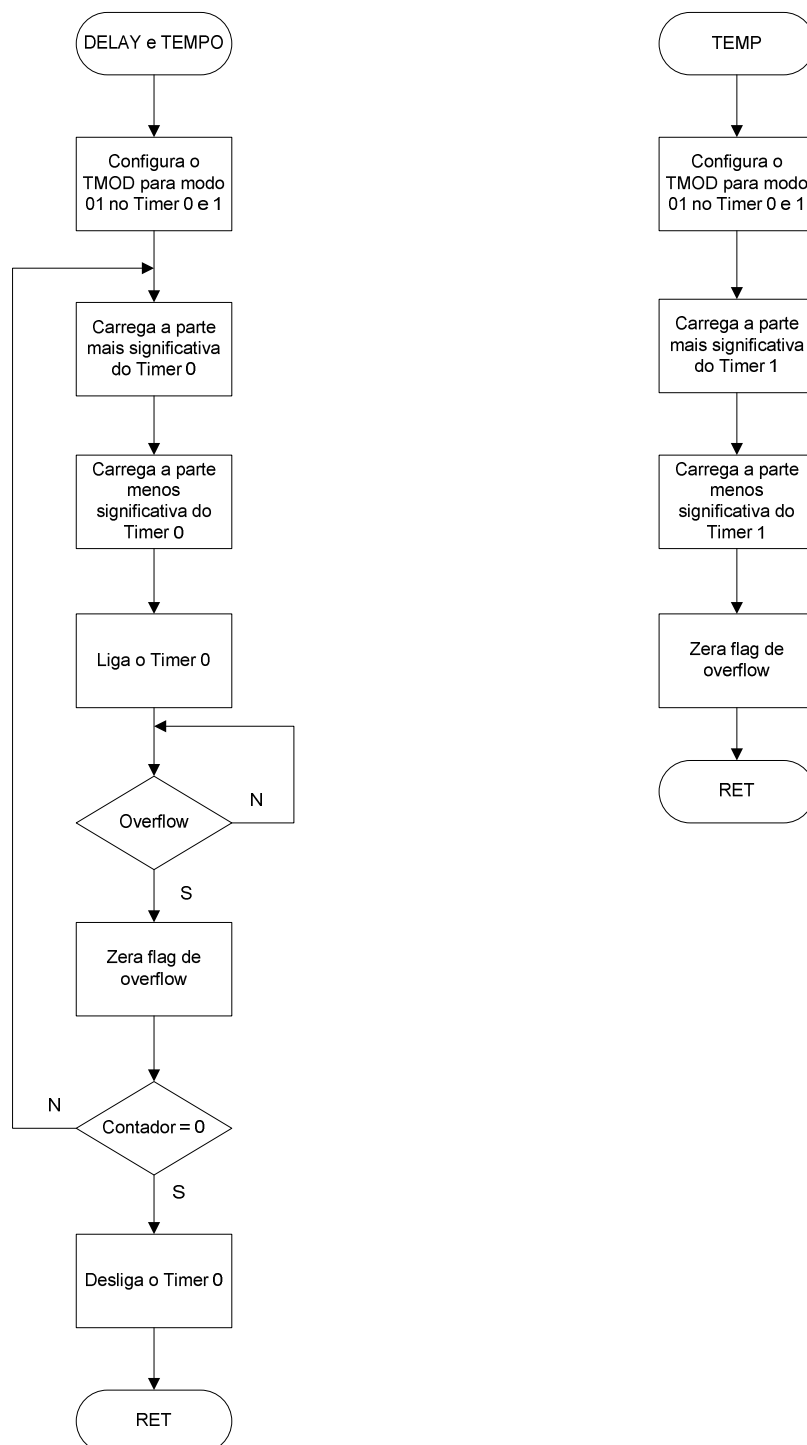 DELAY e TEMPO
Configura o
TMOD para modo
01 no Timer 0 e 1
Carrega a parte
mais significativa
do Timer 0
Carrega a parte
menos
significativa do
Timer 0
Liga o Timer 0
Overflow
N
S
Zera flag de
overflow
N
Contador = 0
S
Desliga o Timer 0
RET
TEMP
Configura o
TMOD para modo
01 no Timer 0 e 1
Carrega a parte
mais significativa
do Timer 1
Carrega a parte
menos
significativa do
Timer 1
Zera flag de
overflow
RET